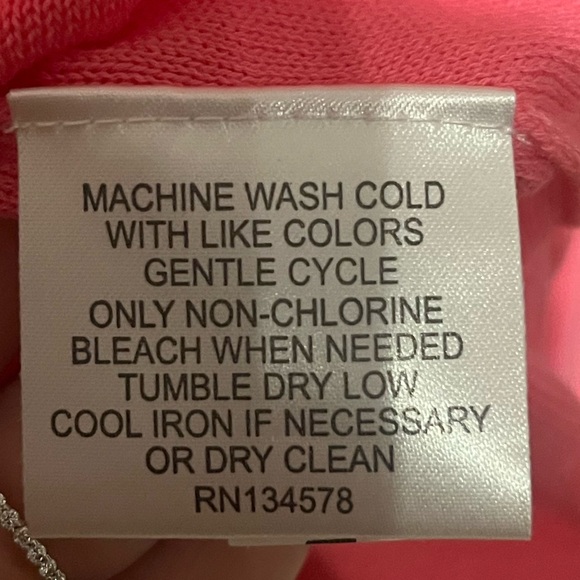 MACHINE WASH COLD
WITH LIKE COLORS
GENTLE CYCLE
ONLY NON-CHLORINE
BLEACH WHEN NEEDED
TUMBLE DRY LOW
COOL IRON IF NECESSARY
OR DRY CLEAN
RN134578